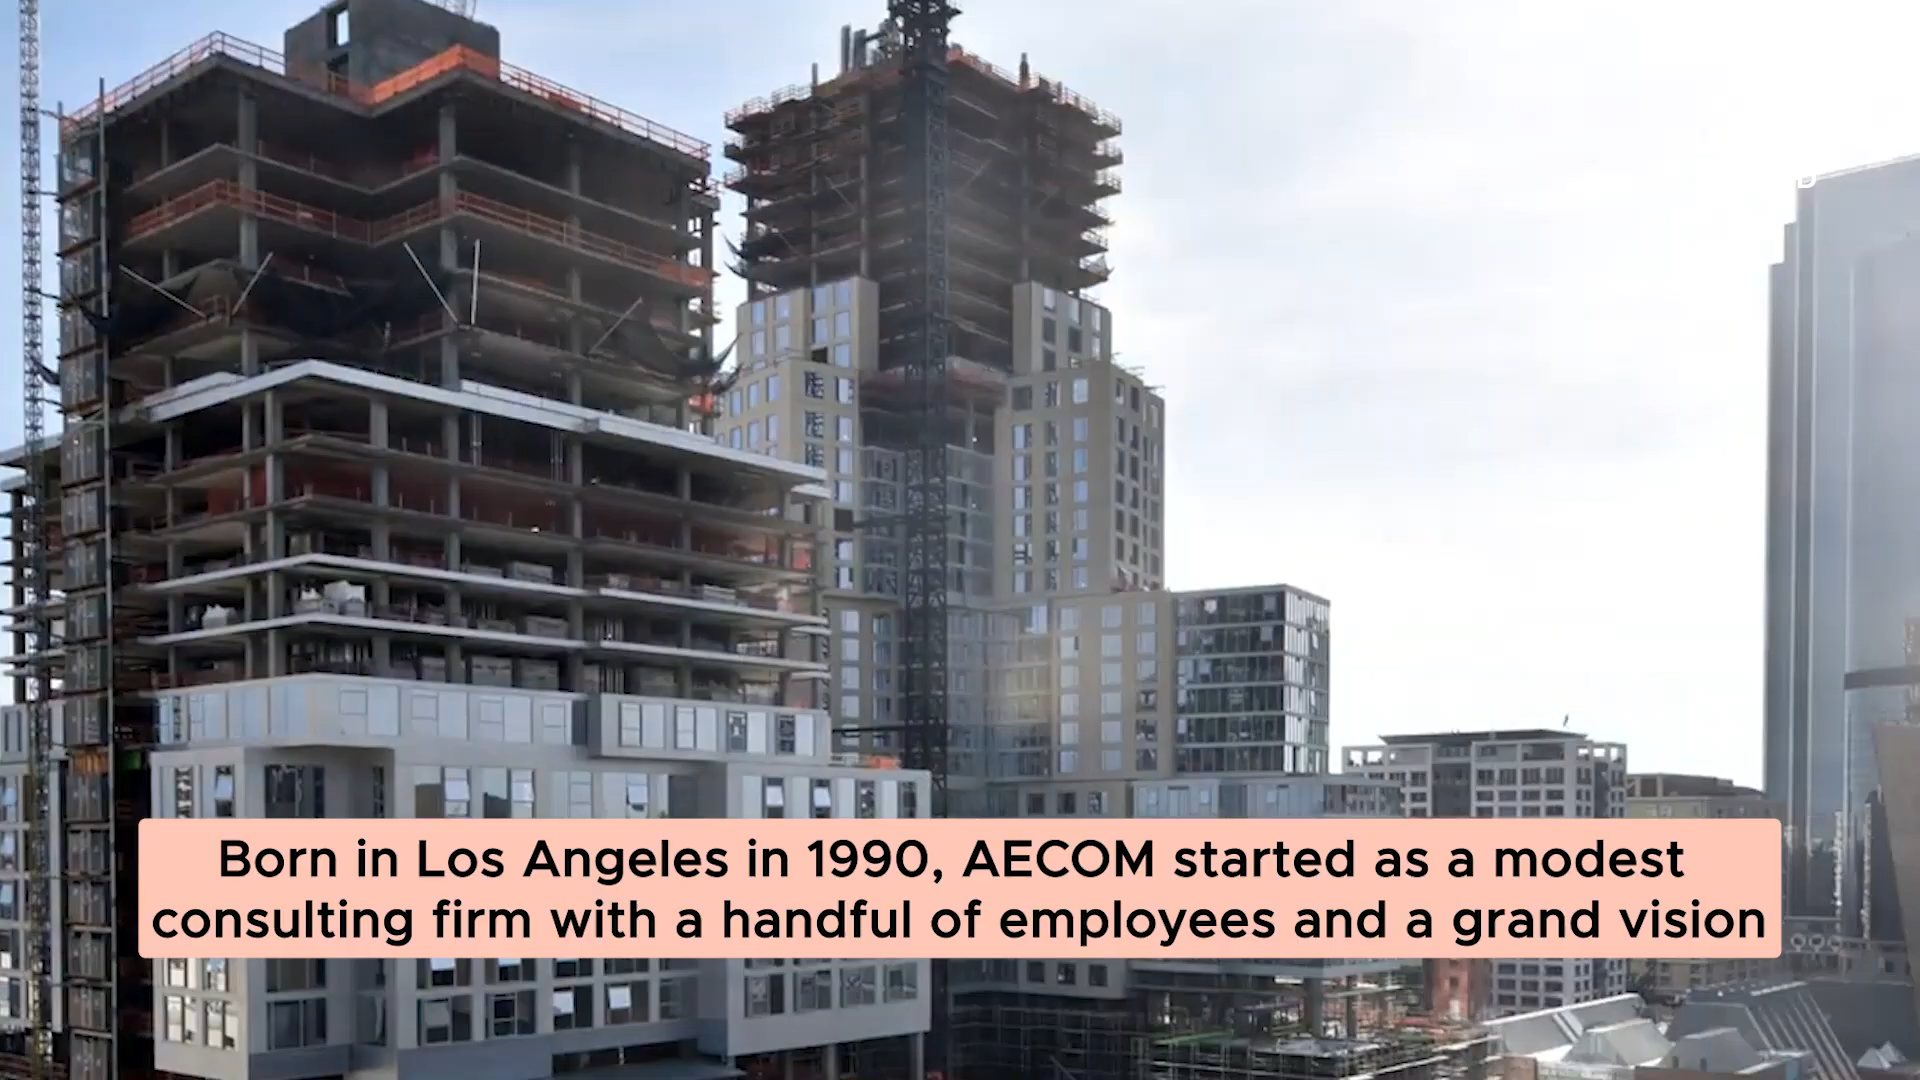 Born in Los Angeles in 1990, AECOM started as a modest
consulting firm with a handful of employees and a grand vision